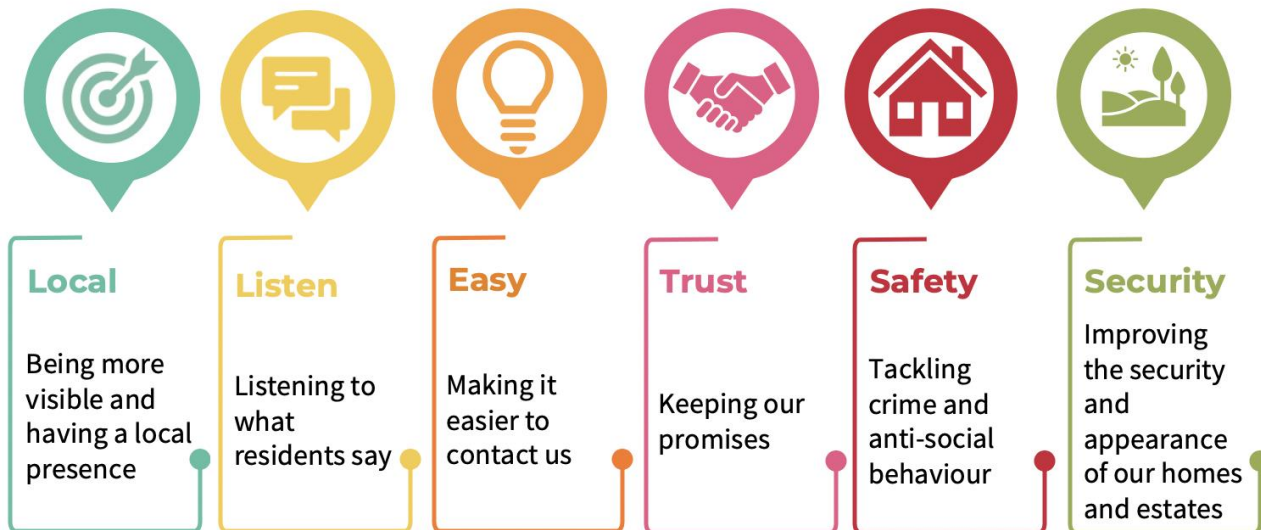 Local
Being more
visible and
having a local
presence
Listen
Listening to
what
residents say
Easy
Making it
easier to
contact us
Trust
Keeping our
promises
Safety
Tackling
crime and
anti-social
behaviour
Security
Improving
the security
and
appearance
of our homes
and estates